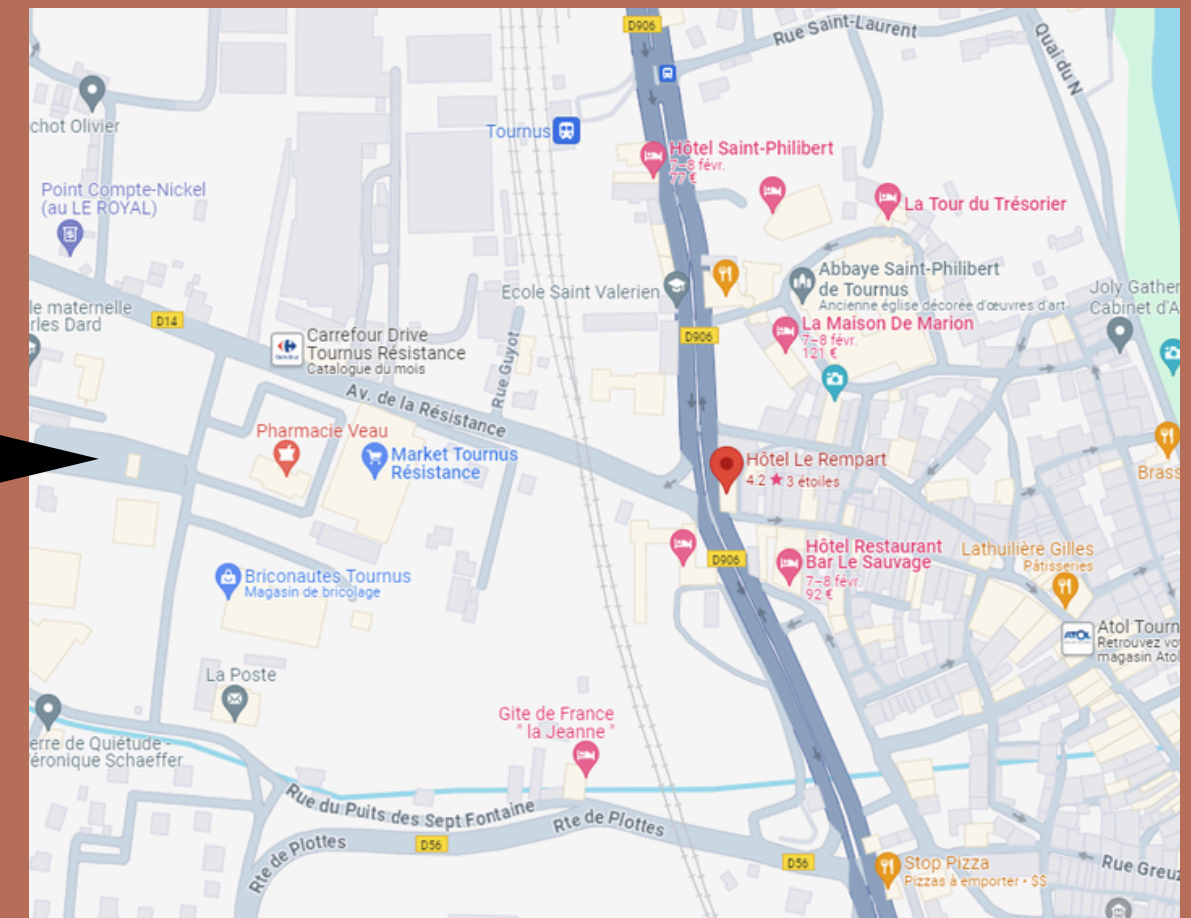 D906
Rue Saint-Laurent
Quai du N
chot Olivier
Tournus
Hôtel Saint-Philibert
7–8 févr.
77 €
Point Compte-Nickel
(au LE ROYAL)
La Tour du Trésorier
Abbaye Saint-Philibert
de Tournus
Ancienne église décorée d'œuvres d'art
Ecole Saint Valerien
Joly Gather
Cabinet d'A
le maternelle
rles Dard
D14
Carrefour Drive
Tournus Résistance
Catalogue du mois
Rue Guyot
D906
La Maison De Marion
7–8 févr.
121 €
Av. de la Résistance
Pharmacie Veau
Market Tournus
Résistance
Hôtel Le Rempart
4.2 ★ 3 étoiles
Brass
D906
Hôtel Restaurant
Bar Le Sauvage
7–8 févr.
92 €
Lathuilière Gilles
Pâtisseries
Briconautes Tournus
Magasin de bricolage
ATOL
Atol Tourn
Retrouvez vo
magasin Atol
La Poste
Gite de France
" la Jeanne "
erre de Quiétude -
éronique Schaeffer
Rue du Puits des Sept Fontaine
Rte de Plottes
Rte de Plottes
D56
D56
Stop Pizza
Pizzas à emporter • $$
Rue Greuz